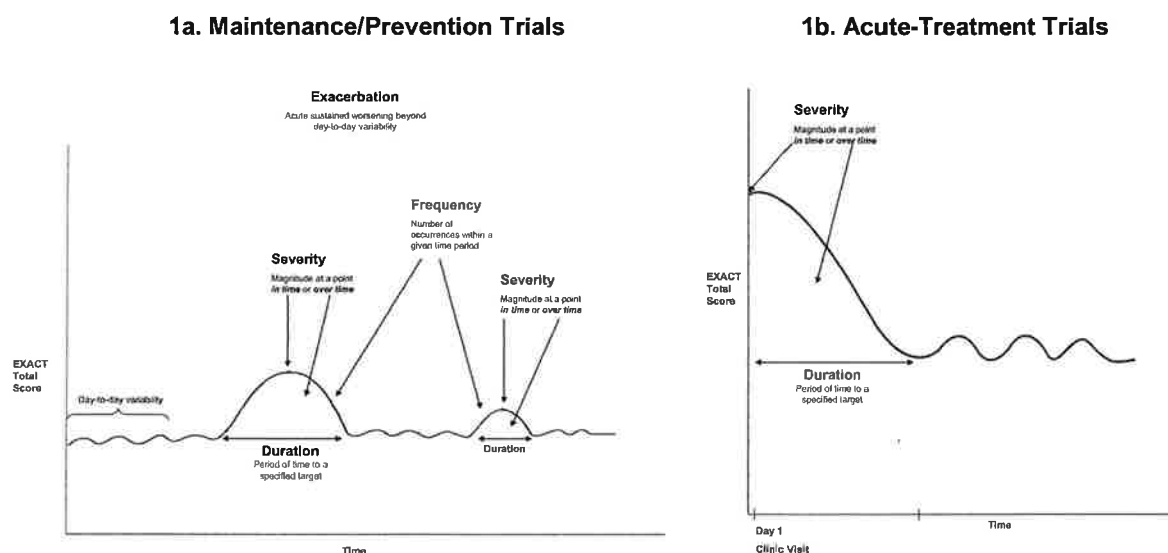 1a. Maintenance/Prevention Trials
Exacerbation
Acute sustained worsening beyond
day-to-day variability
Frequency
Number of
occurrences within a
given time period
Severity
Magnitude at a point
in time or over time
Severity
Magnitude at a point
in time or over time
EXACT
Total
Score
Day-to-day variability
Duration
Period of time to a
specified target
Duration
Time
1b. Acute-Treatment Trials
Severity
Magnitude at a point
in time or over time
EXACT
Total
Score
Duration
Period of time to a
specified target
Day 1
Clinic Visit
Time